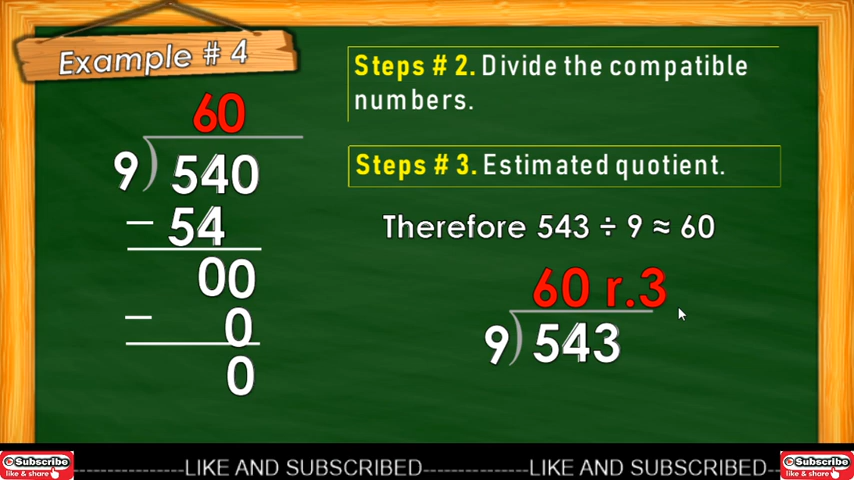 Example # 4
Steps # 2. Divide the compatible
numbers.
60
9 ) 540
− 54
00
− 0
0
Steps # 3. Estimated quotient.
Therefore 543 ÷ 9 ≈ 60
60 r.3
9 ) 543
Subscribe
like & share
---------------LIKE AND SUBSCRIBED--------------LIKE AND SUBSCRIBED--
Subscribe
like & share